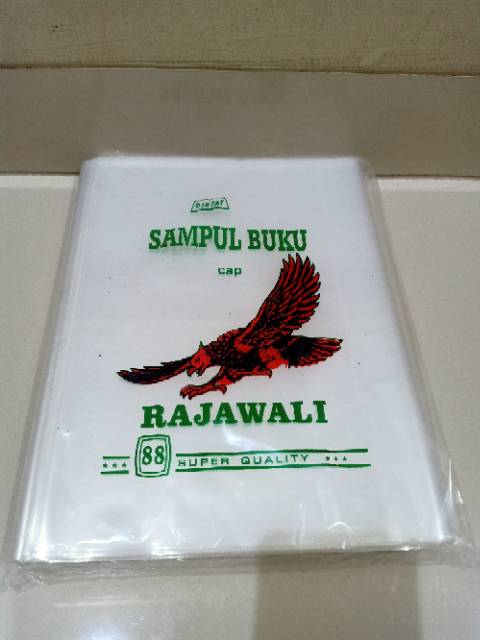 SAMPUL BUKU
cap
RAJAWALI
88 SUPER QUALITY